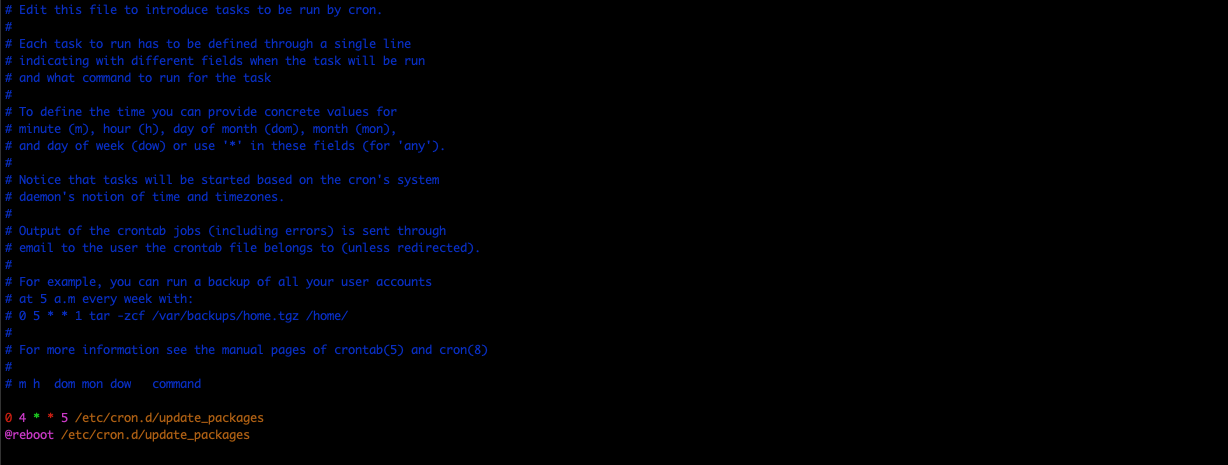 # Edit this file to introduce tasks to be run by cron.
#
# Each task to run has to be defined through a single line
# indicating with different fields when the task will be run
# and what command to run for the task
#
# To define the time you can provide concrete values for
# minute (m), hour (h), day of month (dom), month (mon),
# and day of week (dow) or use '*' in these fields (for 'any').
#
# Notice that tasks will be started based on the cron's system
# daemon's notion of time and timezones.
#
# Output of the crontab jobs (including errors) is sent through
# email to the user the crontab file belongs to (unless redirected).
#
# For example, you can run a backup of all your user accounts
# at 5 a.m every week with:
# 0 5 * * 1 tar -zcf /var/backups/home.tgz /home/
#
# For more information see the manual pages of crontab(5) and cron(8)
#
# m h  dom mon dow   command
0 4 * * 5 /etc/cron.d/update_packages
@reboot /etc/cron.d/update_packages